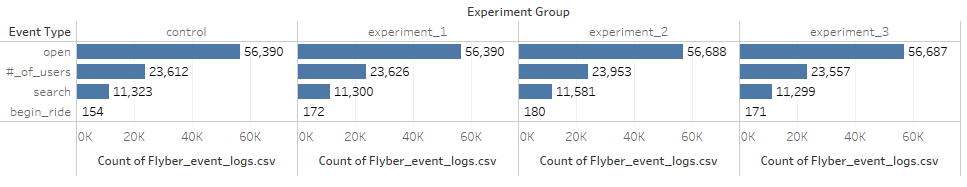 Experiment Group
Event Type control experiment_1 experiment_2 experiment_3
open 56,390 56,390 56,688 56,687
#_of_users 23,612 23,626 23,953 23,557
search 11,323 11,300 11,581 11,299
begin_ride 154 172 180 171
0K 20K 40K 60K 0K 20K 40K 60K 0K 20K 40K 60K 0K 20K 40K 60K
Count of Flyber_event_logs.csv Count of Flyber_event_logs.csv Count of Flyber_event_logs.csv Count of Flyber_event_logs.csv